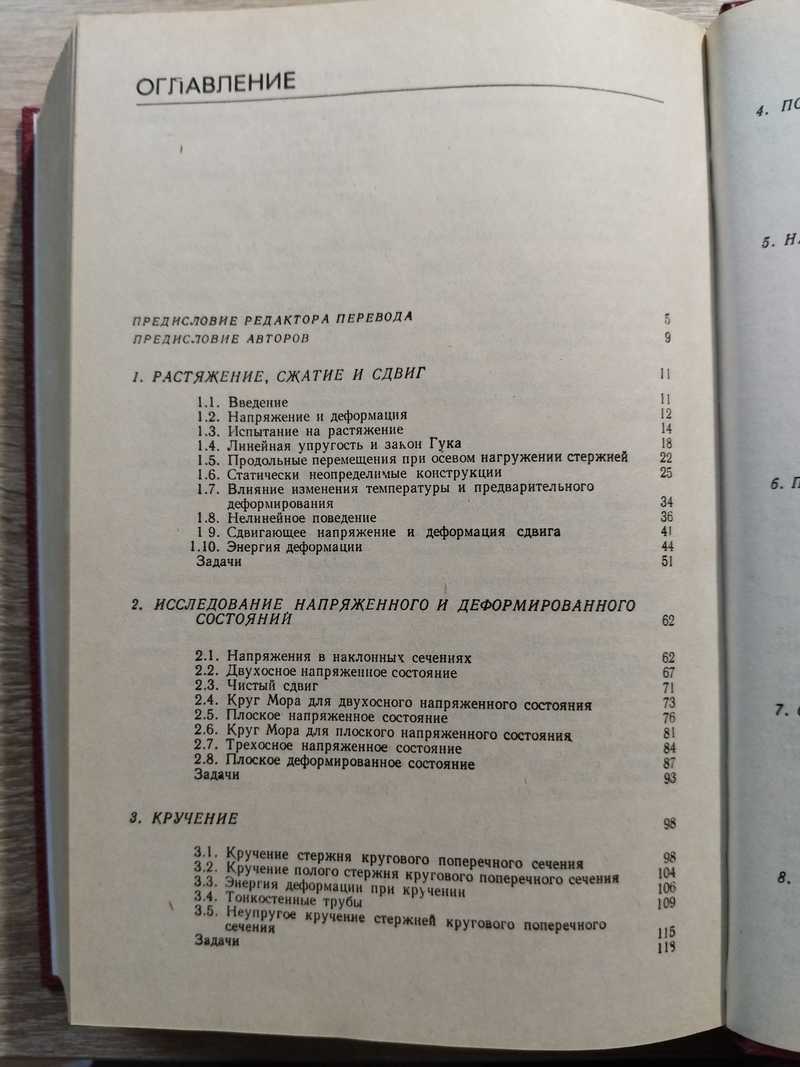 ОГЛАВЛЕНИЕ
ПРЕДИСЛОВИЕ РЕДАКТОРА ПЕРЕВОДА 5
ПРЕДИСЛОВИЕ АВТОРОВ 9
1. РАСТЯЖЕНИЕ, СЖАТИЕ И СДВИГ 11
1.1. Введение 11
1.2. Напряжение и деформация 12
1.3. Испытание на растяжение 14
1.4. Линейная упругость и закон Гука 18
1.5. Продольные перемещения при осевом нагружении стержней 22
1.6. Статически неопределимые конструкции 25
1.7. Влияние изменения температуры и предварительного
деформирования 34
1.8. Нелинейное поведение 36
1 9. Сдвигающее напряжение и деформация сдвига 41
1.10. Энергия деформации 44
Задачи 51
2. ИССЛЕДОВАНИЕ НАПРЯЖЕННОГО И ДЕФОРМИРОВАННОГО
СОСТОЯНИЙ 62
2.1. Напряжения в наклонных сечениях 62
2.2. Двухосное напряженное состояние 67
2.3. Чистый сдвиг 71
2.4. Круг Мора для двухосного напряженного состояния 73
2.5. Плоское напряженное состояние 76
2.6. Круг Мора для плоского напряженного состояния 81
2.7. Трехосное напряженное состояние 84
2.8. Плоское деформированное состояние 87
Задачи 93
3. КРУЧЕНИЕ 98
3.1. Кручение стержня кругового поперечного сечения 98
3.2. Кручение полого стержня кругового поперечного сечения 104
3.3. Энергия деформации при кручении 106
3.4. Тонкостенные трубы 109
3.5. Неупругое кручение стержней кругового поперечного
сечения 115
Задачи 118
4.
5.
6.
7.
8.